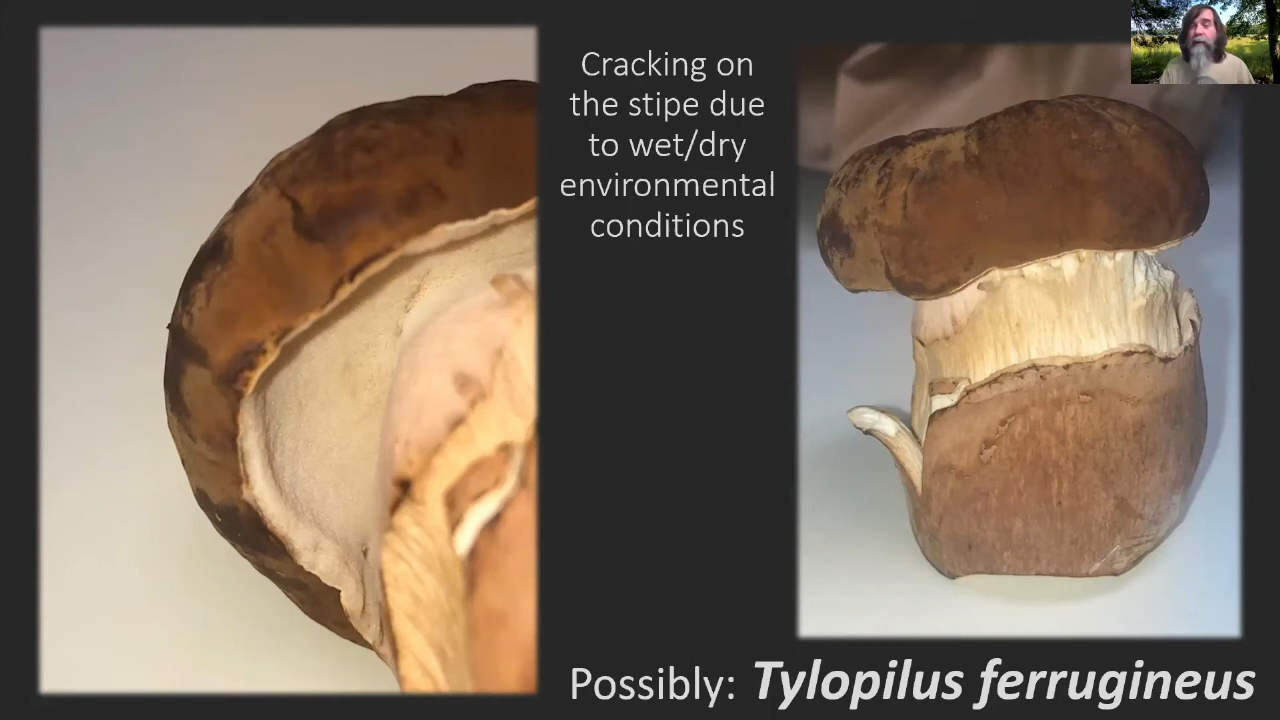 Cracking on
the stipe due
to wet/dry
environmental
conditions
Possibly: Tylopilus ferrugineus